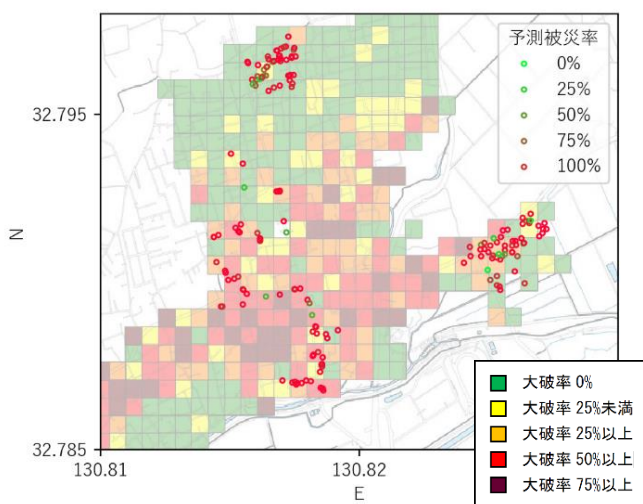 予測被災率
0%
25%
50%
75%
100%
32.795
N
32.785
130.81
130.82
E
大破率 0%
大破率 25%未満
大破率 25%以上
大破率 50%以上
大破率 75%以上